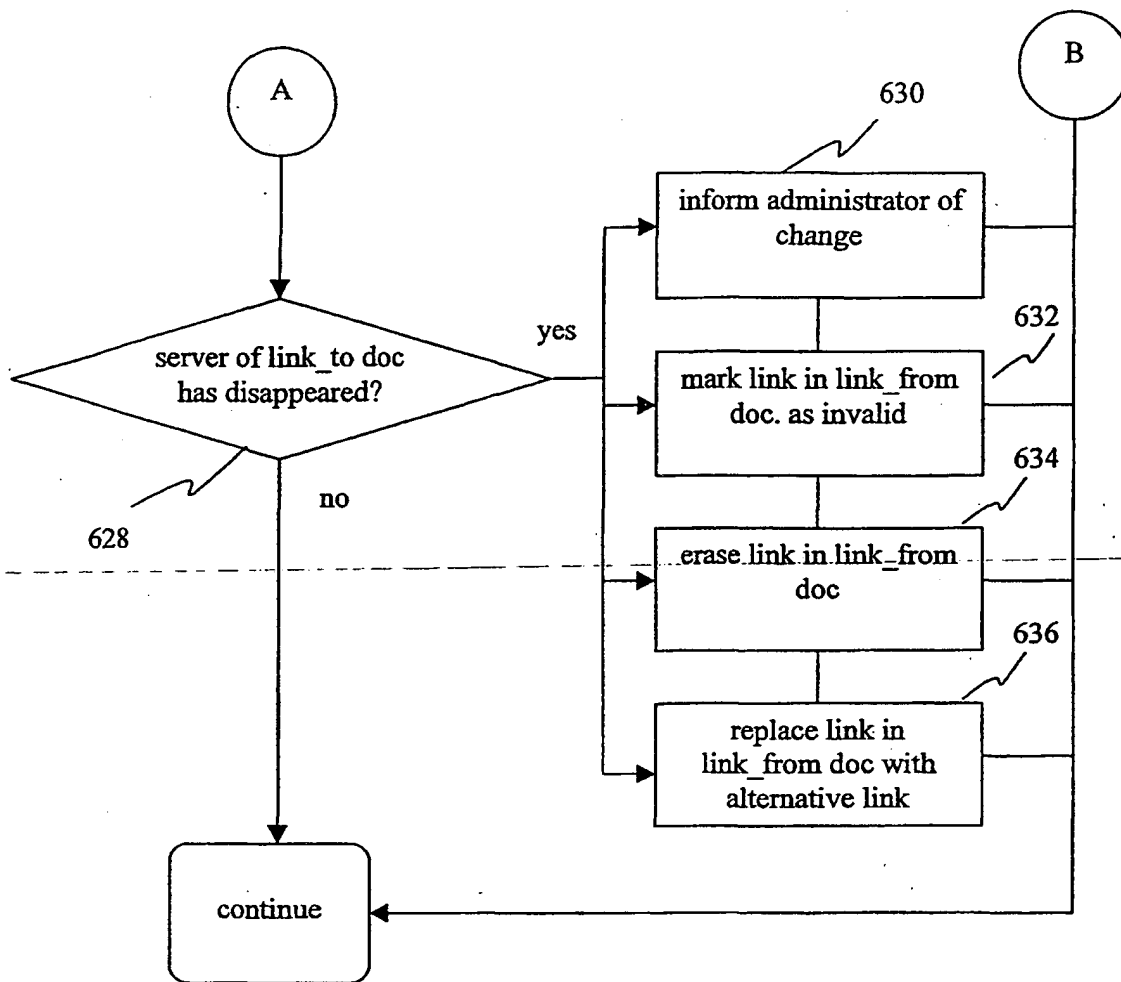 A
B
630
inform administrator of
change
yes
632
server of link_to doc
has disappeared?
mark link in link_from
doc. as invalid
634
no
628
erase link in link_from
doc
636
replace link in
link_from doc with
alternative link
continue